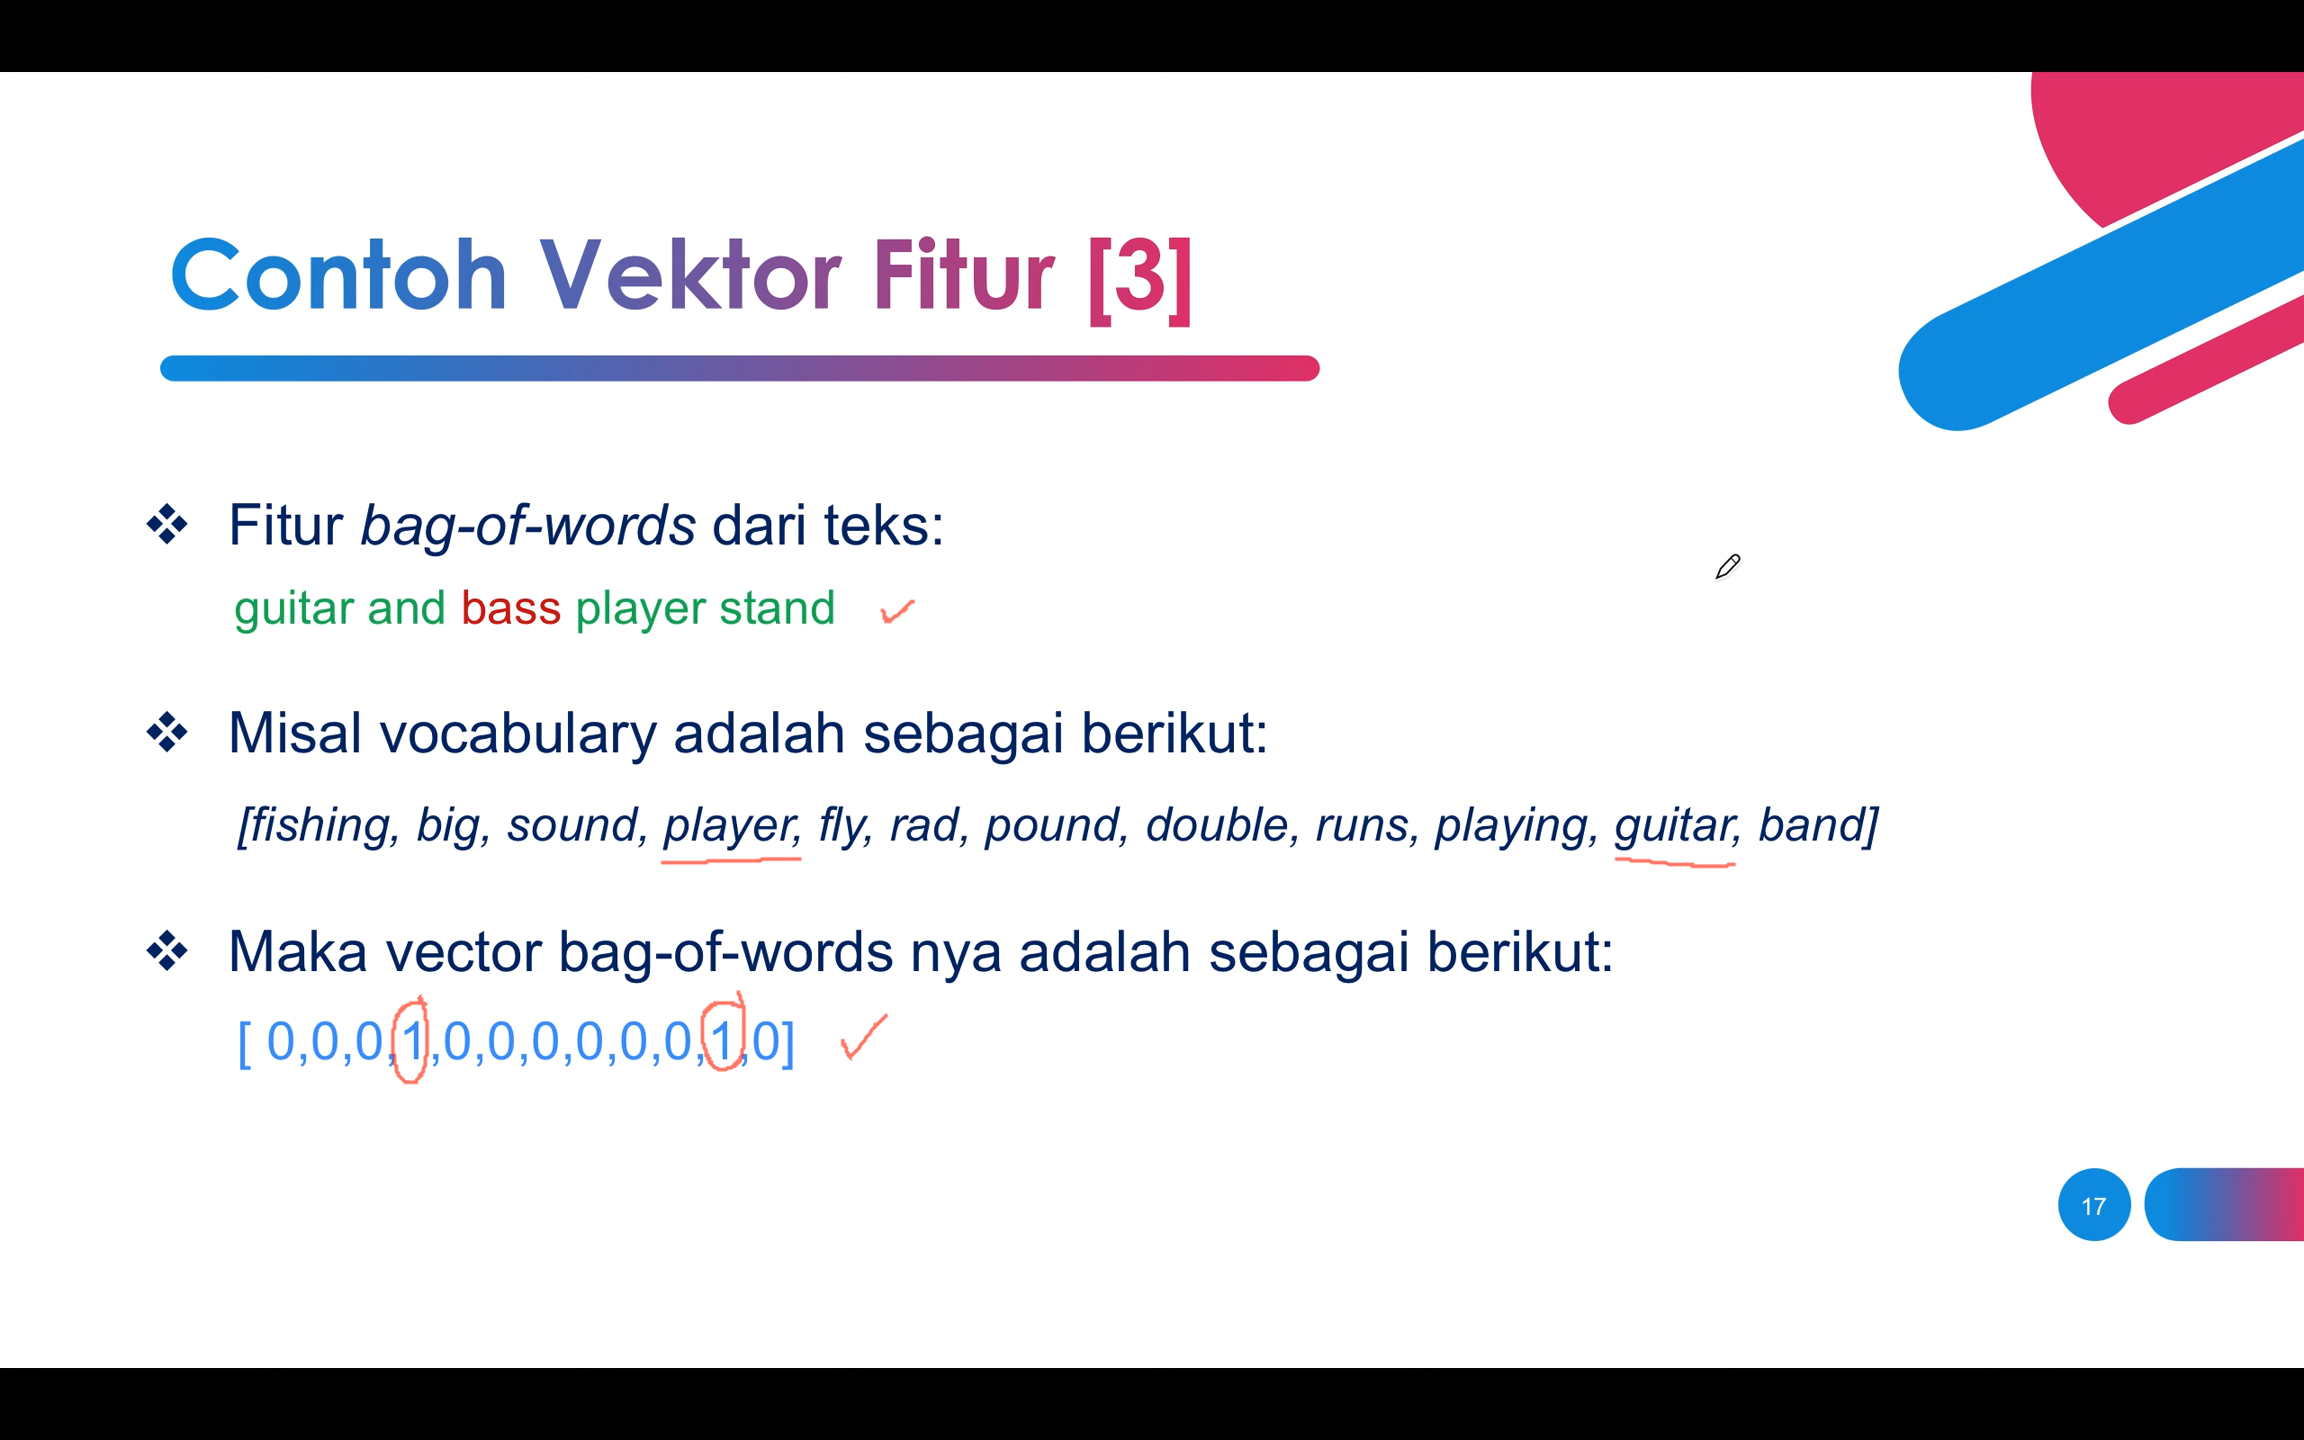 Contoh Vektor Fitur [3]
❖ Fitur bag-of-words dari teks:
guitar and bass player stand
❖ Misal vocabulary adalah sebagai berikut:
[fishing, big, sound, player, fly, rad, pound, double, runs, playing, guitar, band]
❖ Maka vector bag-of-words nya adalah sebagai berikut:
[ 0,0,0,1,0,0,0,0,0,0,1,0]
17